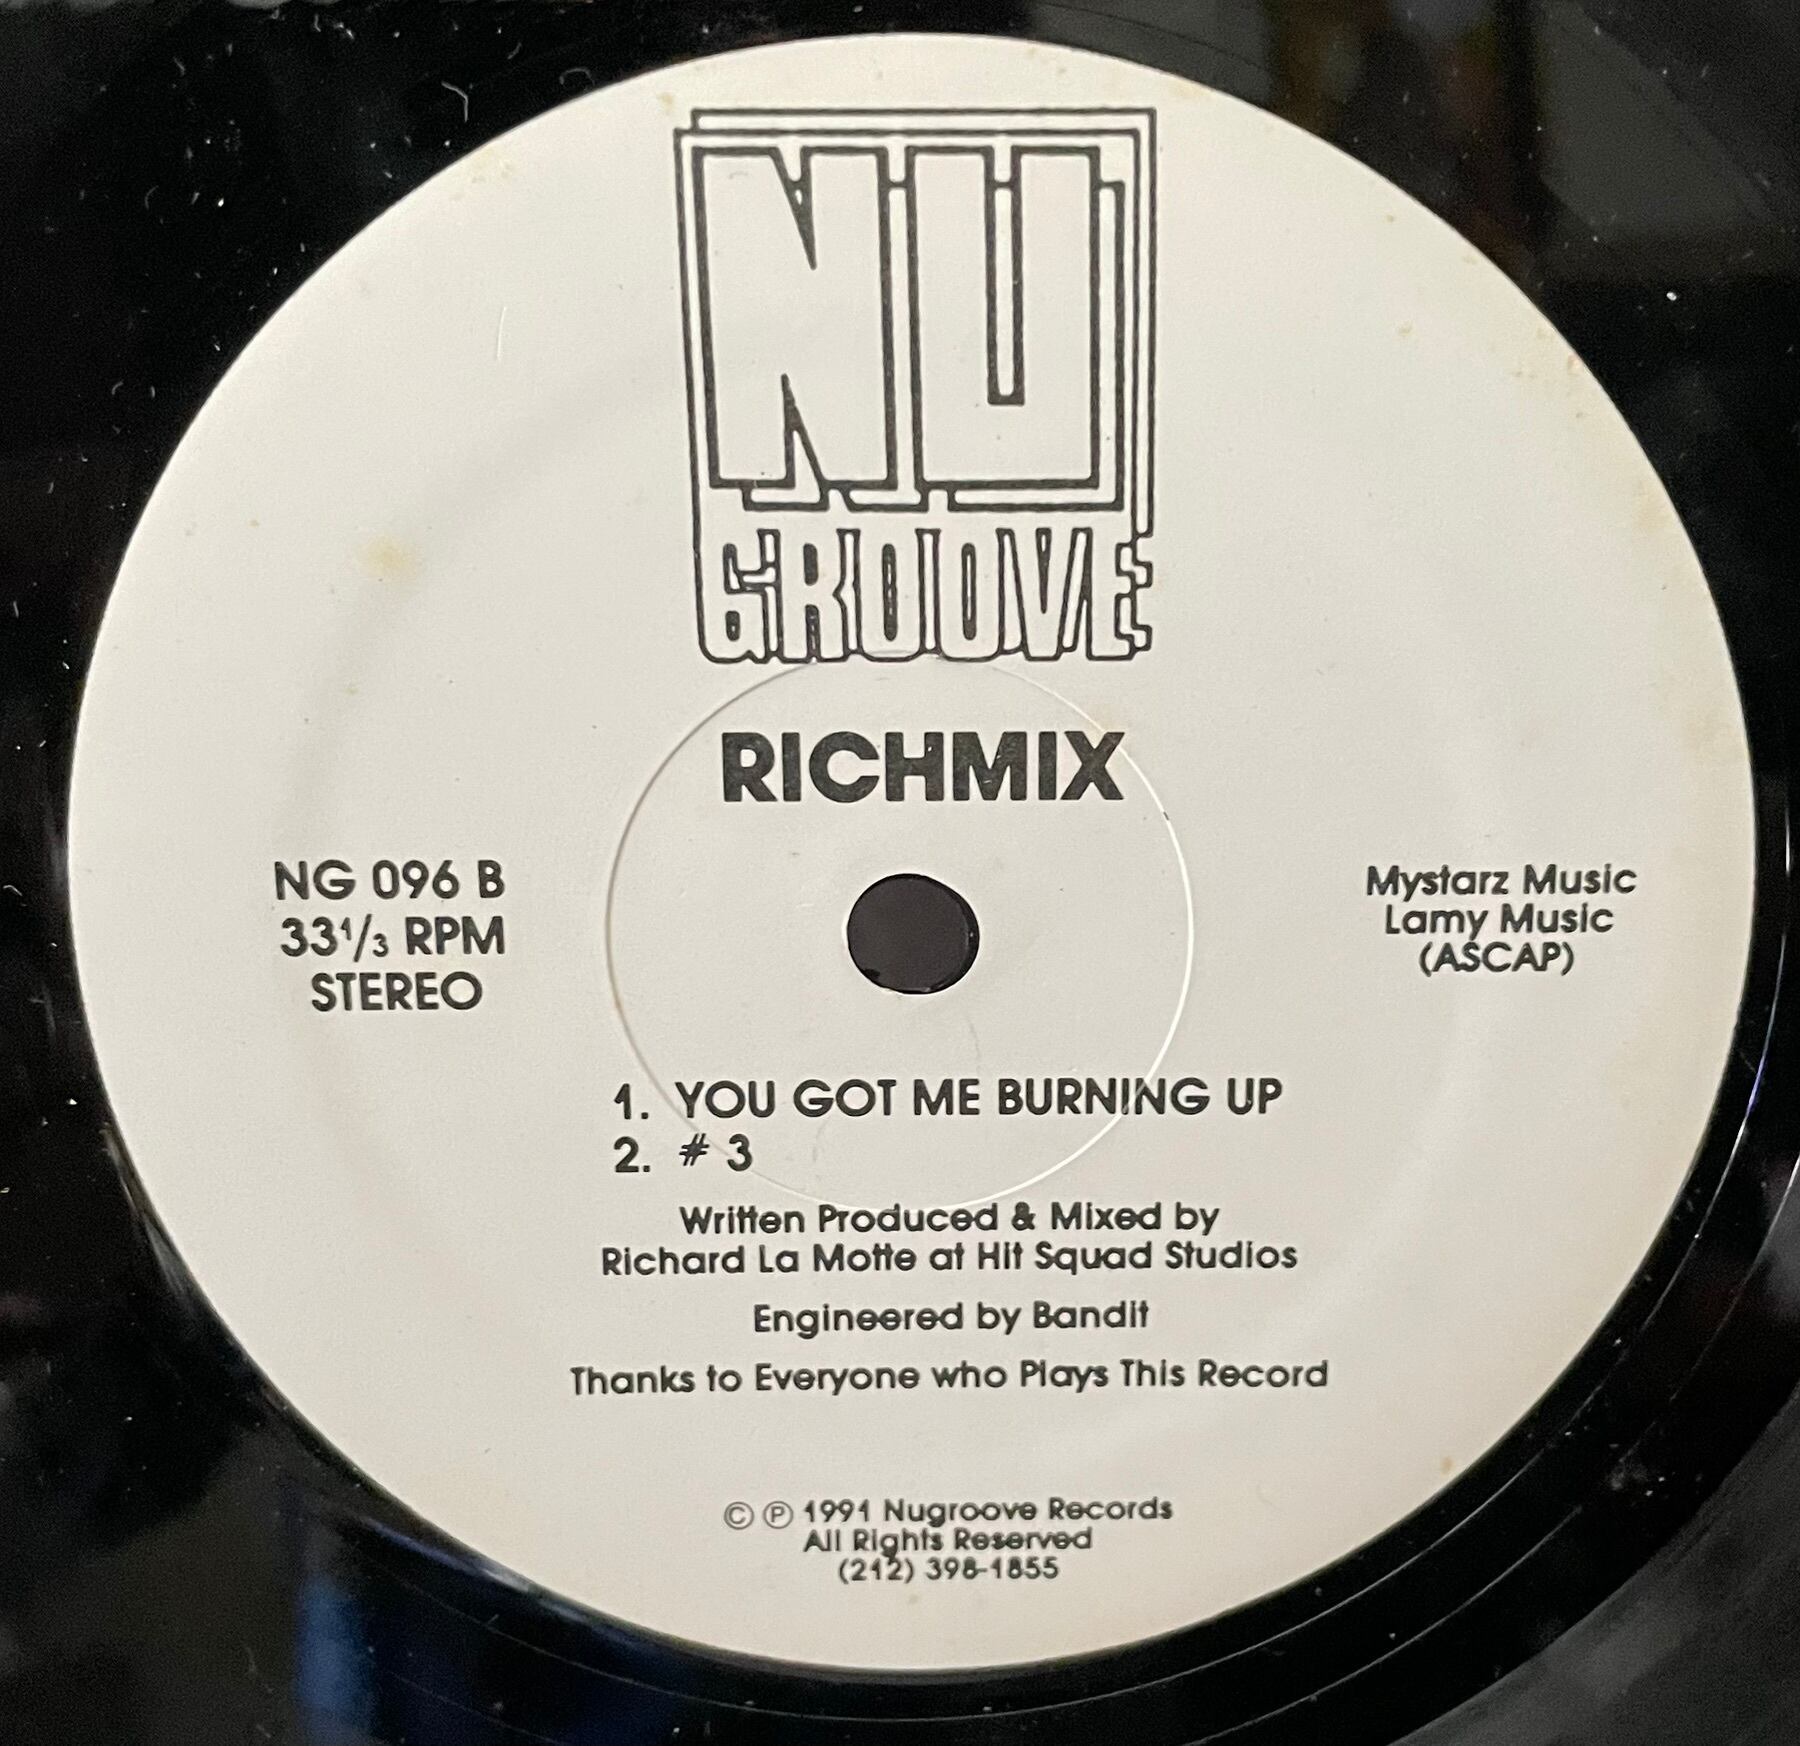 NU
GROOVE
RICHMIX
NG 096 B
33 1/3 RPM
STEREO
Mystarz Music
Lamy Music
(ASCAP)
1. YOU GOT ME BURNING UP
2. # 3
Written Produced & Mixed by
Richard La Motte at Hit Squad Studios
Engineered by Bandit
Thanks to Everyone who Plays This Record
© ℗ 1991 Nugroove Records
All Rights Reserved
(212) 398-1855